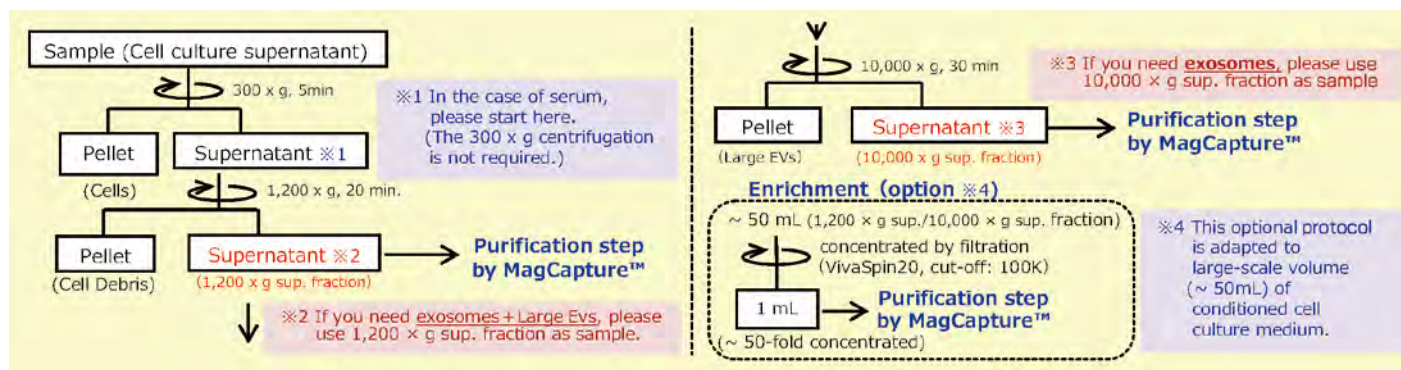 Sample (Cell culture supernatant)
300 x g, 5min
※1 In the case of serum,
please start here.
(The 300 x g centrifugation
is not required.)
Pellet
Supernatant ※1
(Cells)
1,200 x g, 20 min.
Pellet
Supernatant ※2
(Cell Debris)
(1,200 x g sup. fraction)
Purification step
by MagCapture™
※2 If you need exosomes+Large Evs, please
use 1,200 × g sup. fraction as sample.
10,000 x g, 30 min
※3 If you need exosomes, please use
10,000 × g sup. fraction as sample
Pellet
Supernatant ※3
(Large EVs)
(10,000 x g sup. fraction)
Purification step
by MagCapture™
Enrichment (option ※4)
~ 50 mL (1,200 × g sup./10,000 × g sup. fraction)
concentrated by filtration
(VivaSpin20, cut-off: 100K)
1 mL
Purification step
by MagCapture™
(~ 50-fold concentrated)
※4 This optional protocol
is adapted to
large-scale volume
(~ 50mL) of
conditioned cell
culture medium.